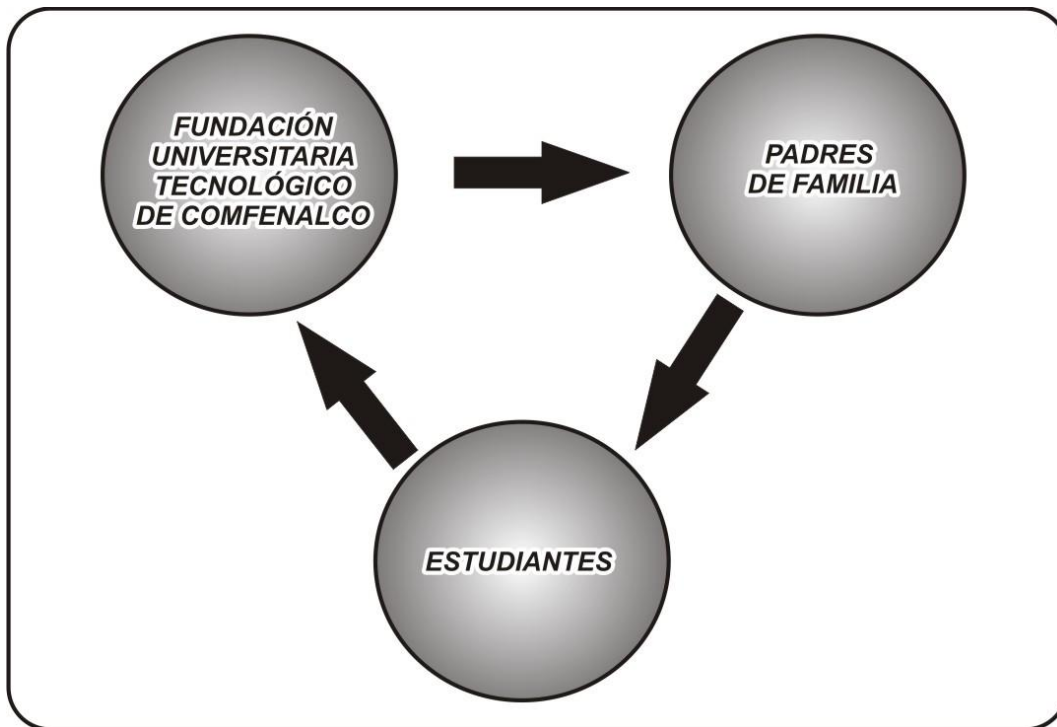 FUNDACIÓN
UNIVERSITARIA
TECNOLÓGICO
DE COMFENALCO
PADRES
DE FAMILIA
ESTUDIANTES